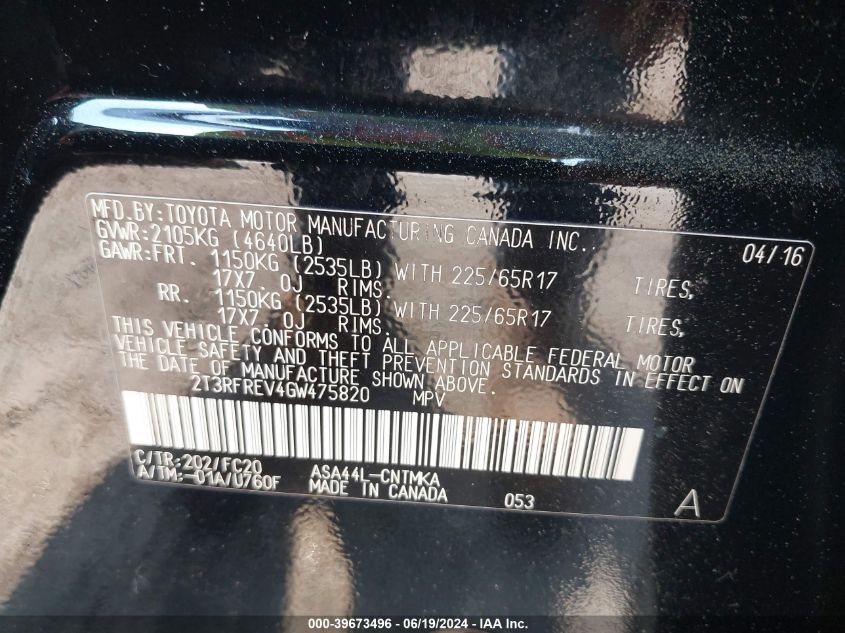 MFD.BY:TOYOTA MOTOR MANUFACTURING CANADA INC. 04/16
GVWR:2105KG (4640LB)
GAWR:FRT. 1150KG (2535LB) WITH 225/65R17 TIRES,
17X7.0J RIMS.
RR. 1150KG (2535LB) WITH 225/65R17 TIRES,
17X7.0J RIMS.
THIS VEHICLE CONFORMS TO ALL APPLICABLE FEDERAL MOTOR
VEHICLE SAFETY AND THEFT PREVENTION STANDARDS IN EFFECT ON
THE DATE OF MANUFACTURE SHOWN ABOVE.
2T3RFREV4GW475820 MPV
C/TR:202/FC20 ASA44L-CNTMKA
A/TM:-01A/U760F MADE IN CANADA 053 A
000-39673496 - 06/19/2024 - IAA Inc.